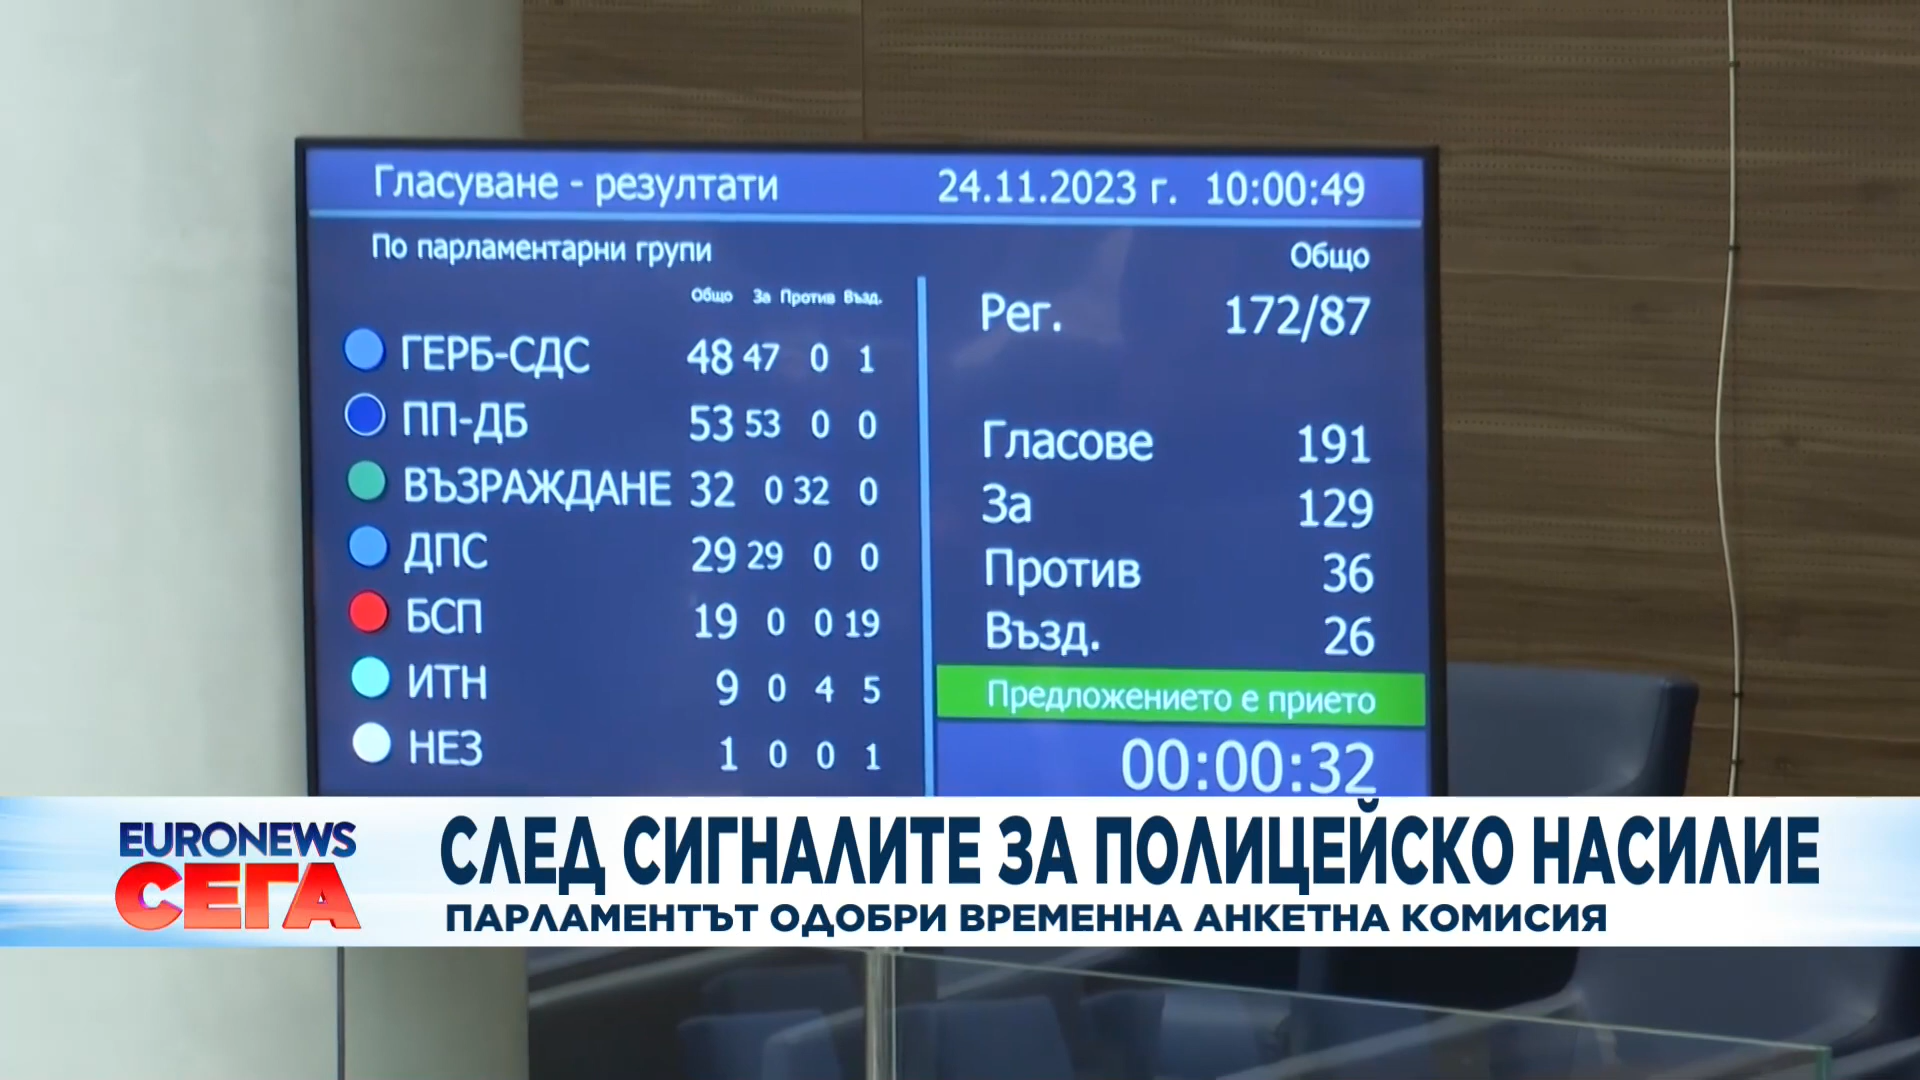 Гласуване - резултати 24.11.2023 г. 10:00:49
По парламентарни групи
Общо За Против Възд.
ГЕРБ-СДС 48 47 0 1
ПП-ДБ 53 53 0 0
ВЪЗРАЖДАНЕ 32 0 32 0
ДПС 29 29 0 0
БСП 19 0 0 19
ИТН 9 0 4 5
НЕЗ 1 0 0 1
Общо
Рег. 172/87
Гласове 191
За 129
Против 36
Възд. 26
Предложението е прието
00:00:32
EURONEWS
СЕГА
СЛЕД СИГНАЛИТЕ ЗА ПОЛИЦЕЙСКО НАСИЛИЕ
ПАРЛАМЕНТЪТ ОДОБРИ ВРЕМЕННА АНКЕТНА КОМИСИЯ